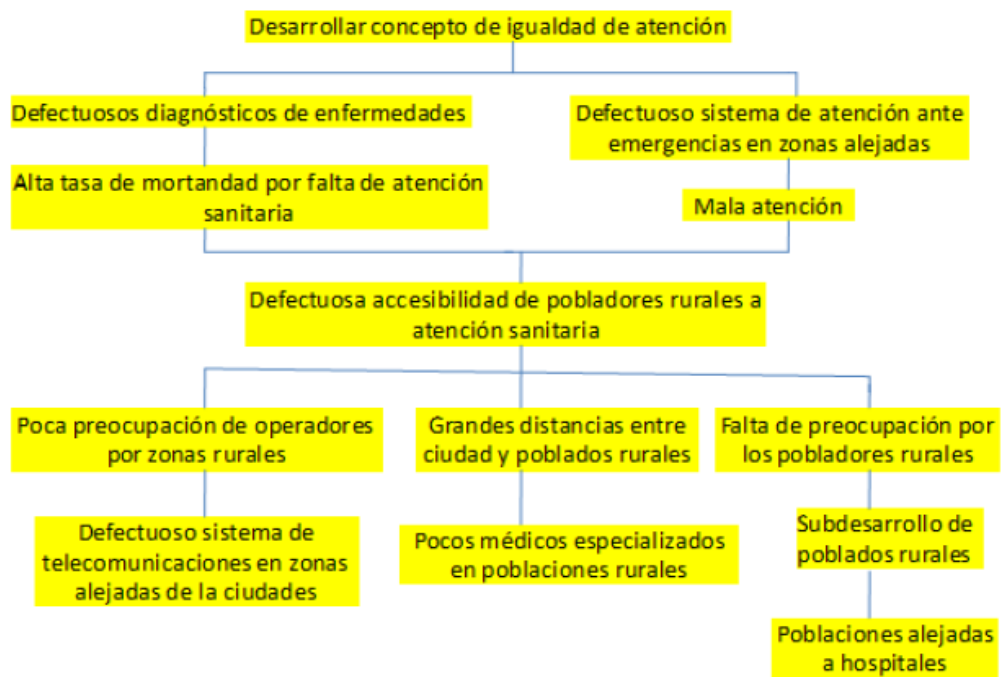 Desarrollar concepto de igualdad de atención
Defectuosos diagnósticos de enfermedades
Defectuoso sistema de atención ante
emergencias en zonas alejadas
Alta tasa de mortandad por falta de atención
sanitaria
Mala atención
Defectuosa accesibilidad de pobladores rurales a
atención sanitaria
Poca preocupación de operadores
por zonas rurales
Grandes distancias entre
ciudad y poblados rurales
Falta de preocupación por
los pobladores rurales
Defectuoso sistema de
telecomunicaciones en zonas
alejadas de la ciudades
Pocos médicos especializados
en poblaciones rurales
Subdesarrollo de
poblados rurales
Poblaciones alejadas
a hospitales